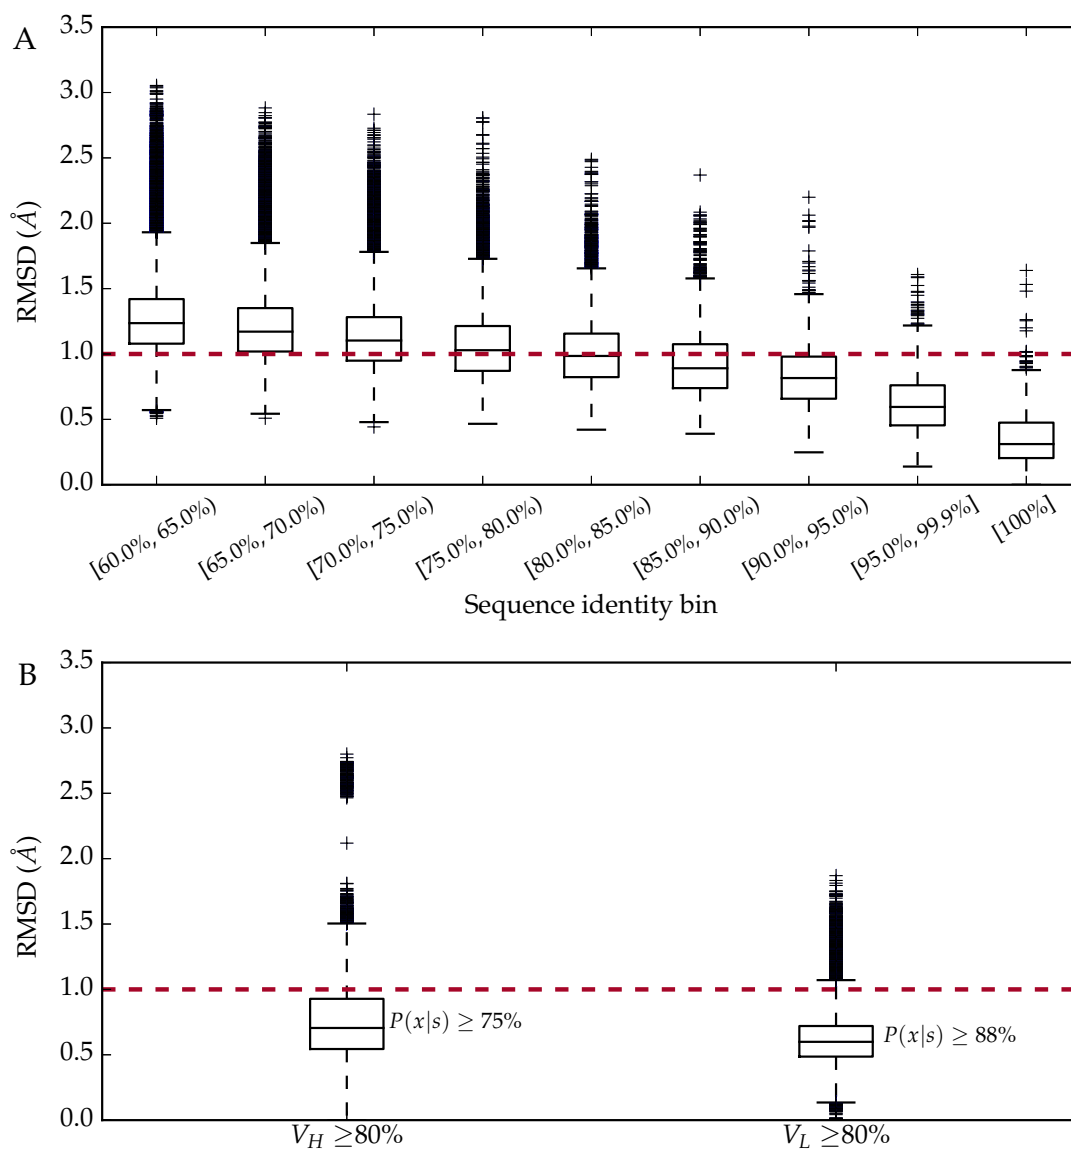 A
3.5
3.0
2.5
2.0
1.5
1.0
0.5
0.0
RMSD (Å)
[60.0%, 65.0%)
[65.0%, 70.0%)
[70.0%, 75.0%)
[75.0%, 80.0%)
[80.0%, 85.0%)
[85.0%, 90.0%)
[90.0%, 95.0%)
[95.0%, 99.9%]
[100%]
Sequence identity bin
B
3.5
3.0
2.5
2.0
1.5
1.0
0.5
0.0
RMSD (Å)
P(x|s) ≥ 75%
P(x|s) ≥ 88%
V_H ≥80%
V_L ≥80%